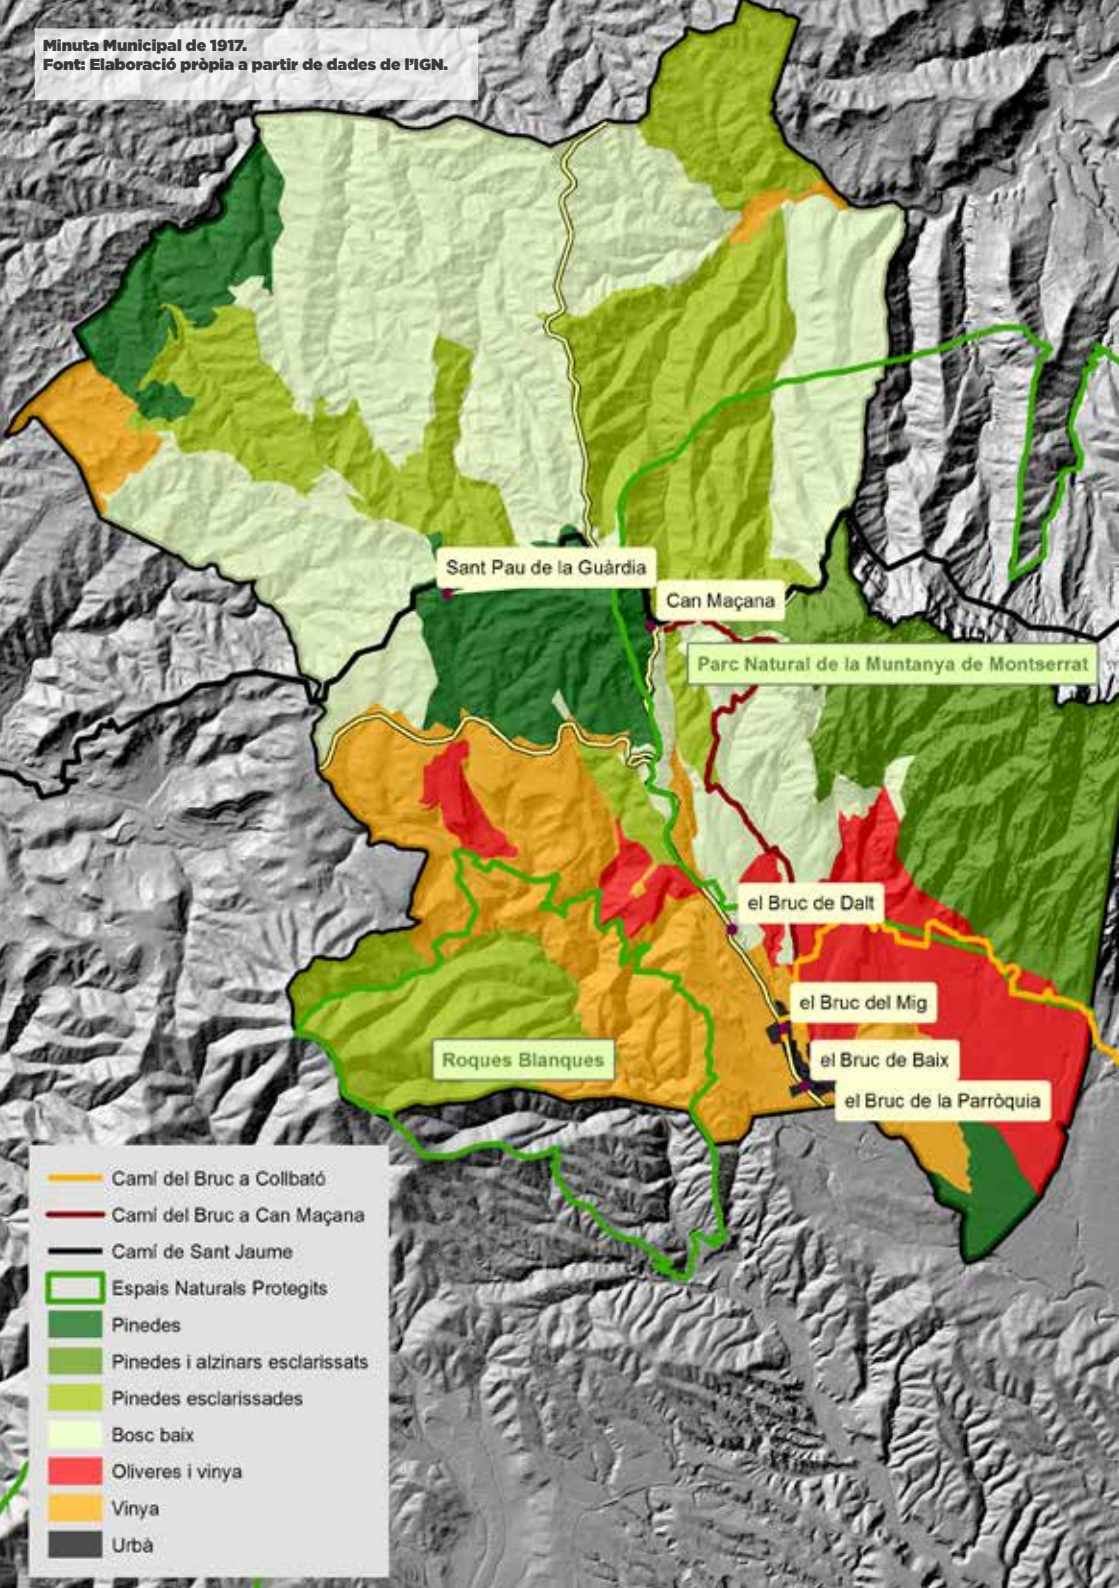 Minuta Municipal de 1917.
Font: Elaboració pròpia a partir de dades de l'IGN.
Sant Pau de la Guàrdia
Can Maçana
Parc Natural de la Muntanya de Montserrat
el Bruc de Dalt
el Bruc del Mig
Roques Blanques
el Bruc de Baix
el Bruc de la Parròquia
Camí del Bruc a Collbató
Camí del Bruc a Can Maçana
Camí de Sant Jaume
Espais Naturals Protegits
Pinedes
Pinedes i alzinars esclarissats
Pinedes esclarissades
Bosc baix
Oliveres i vinya
Vinya
Urbà